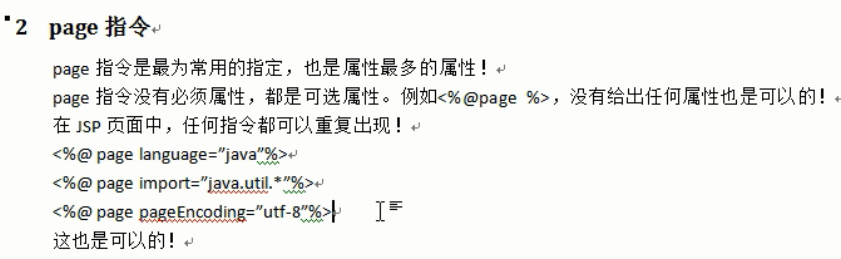 2 page 指令
page 指令是最为常用的指定，也是属性最多的属性！
page 指令没有必须属性，都是可选属性。例如<%@page %>，没有给出任何属性也是可以的！
在 JSP 页面中，任何指令都可以重复出现！
<%@ page language=”java”%>
<%@ page import=”java.util.*”%>
<%@ page pageEncoding=”utf-8”%>
这也是可以的！